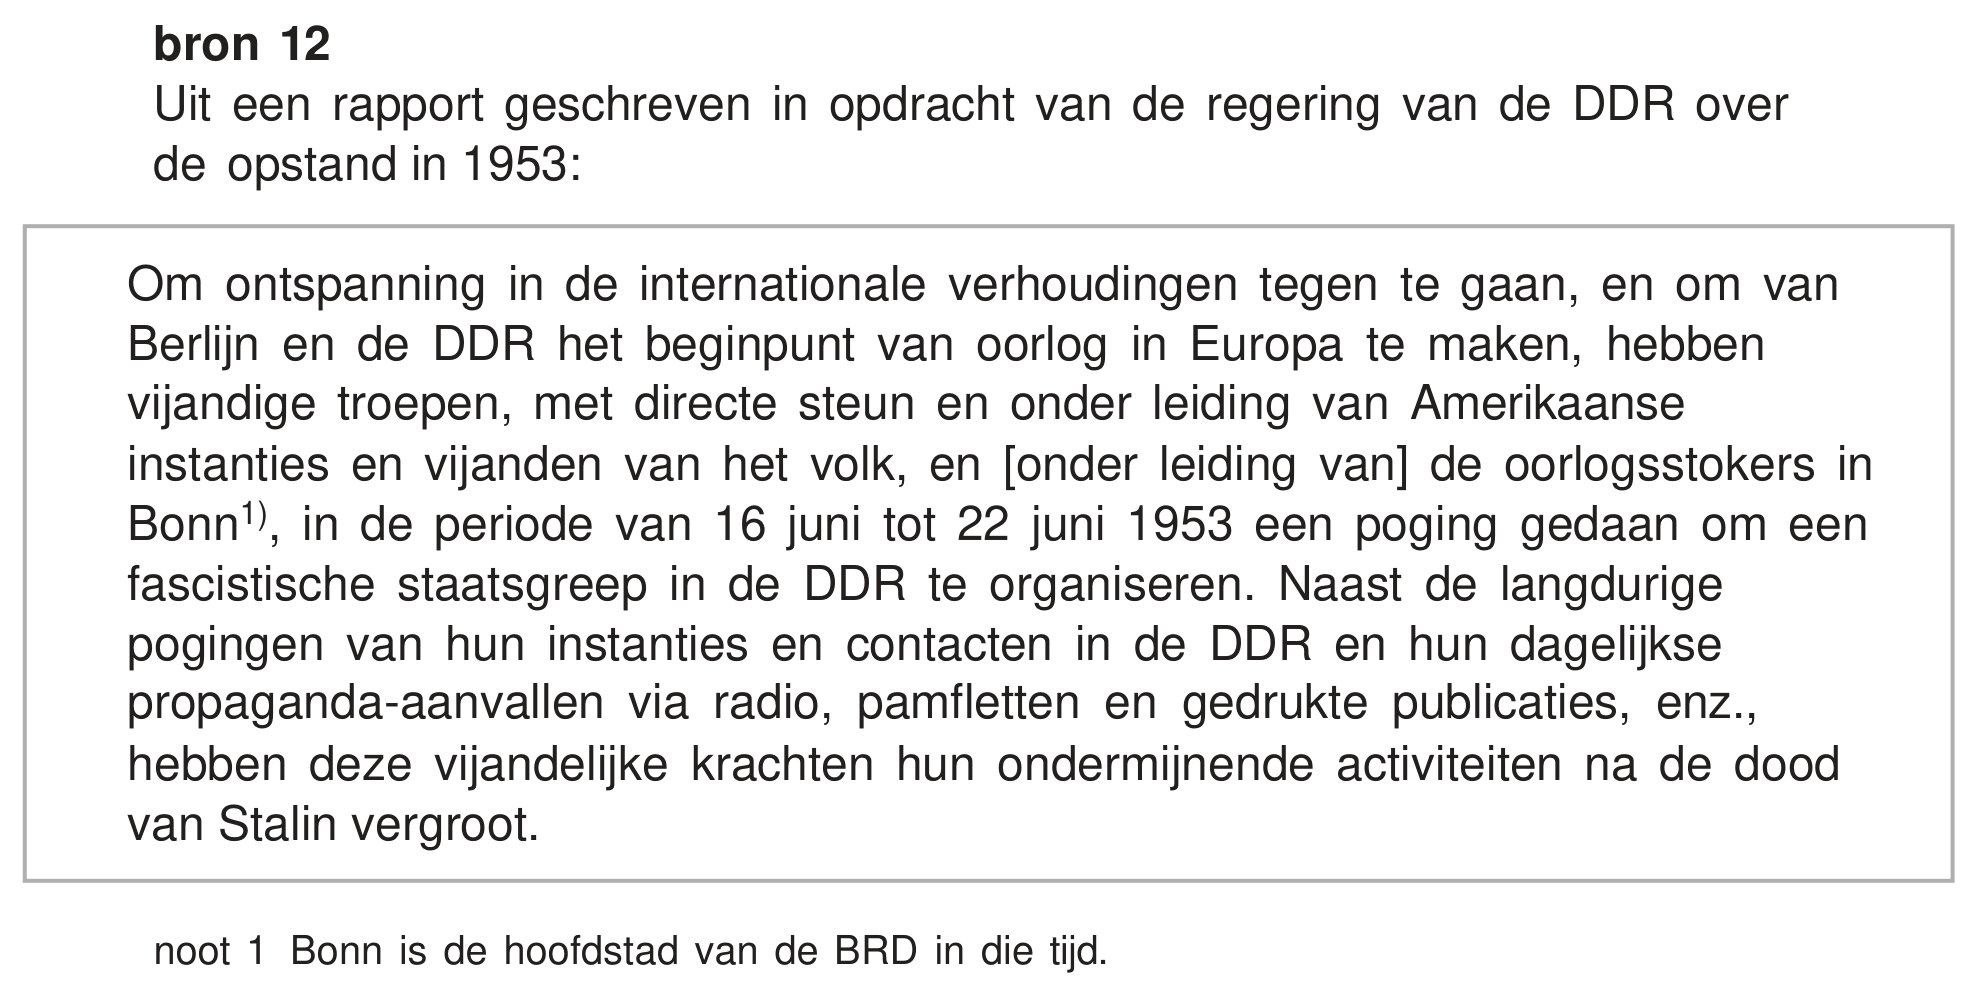 bron 12
Uit een rapport geschreven in opdracht van de regering van de DDR over
de opstand in 1953:
Om ontspanning in de internationale verhoudingen tegen te gaan, en om van
Berlijn en de DDR het beginpunt van oorlog in Europa te maken, hebben
vijandige troepen, met directe steun en onder leiding van Amerikaanse
instanties en vijanden van het volk, en [onder leiding van] de oorlogsstokers in
Bonn¹⁾, in de periode van 16 juni tot 22 juni 1953 een poging gedaan om een
fascistische staatsgreep in de DDR te organiseren. Naast de langdurige
pogingen van hun instanties en contacten in de DDR en hun dagelijkse
propaganda-aanvallen via radio, pamfletten en gedrukte publicaties, enz.,
hebben deze vijandelijke krachten hun ondermijnende activiteiten na de dood
van Stalin vergroot.
noot 1 Bonn is de hoofdstad van de BRD in die tijd.